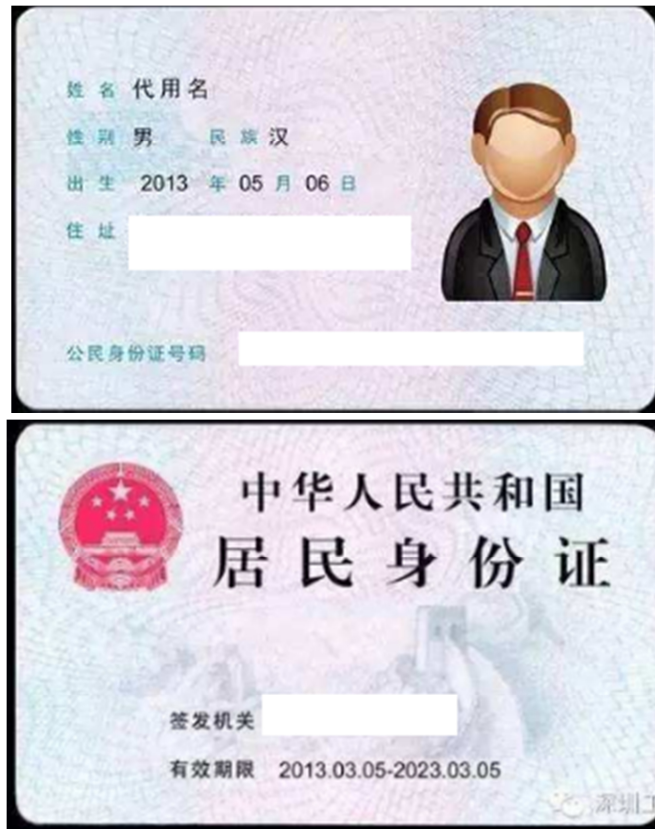 姓 名 代用名
性 别 男 民 族 汉
出 生 2013 年 05 月 06 日
住 址
公民身份证号码
中华人民共和国
居民身份证
签发机关
有效期限 2013.03.05-2023.03.05
深圳工